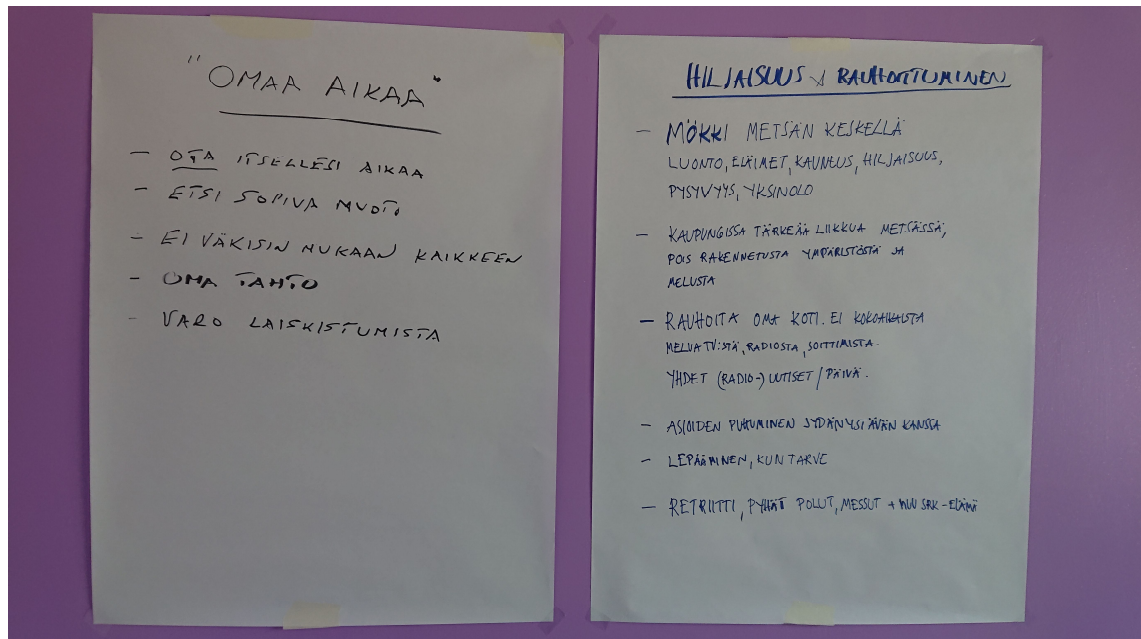 "OMAA AIKAA"
- OTA ITSELLESI AIKAA
- ETSI SOPIVA MUOTO
- EI VÄKISIN MUKAAN KAIKKEEN
- OMA TAHTO
- VARO LAISKISTUMISTA
HILJAISUUS & RAUHOITTUMINEN
- MÖKKI METSÄN KESKELLÄ
LUONTO, ELÄIMET, KAUNEUS, HILJAISUUS,
PYSYVYYS, YKSINOLO
- KAUPUNGISSA TÄRKEÄÄ LIIKKUA METSÄSSÄ,
POIS RAKENNETUSTA YMPÄRISTÖSTÄ JA
MELUSTA
- RAUHOITA OMA KOTI. EI KOKOAIKAISTA
MELUA TV:STÄ, RADIOSTA, SOITTIMISTA.
YHDET (RADIO-) UUTISET / PÄIVÄ.
- ASIOIDEN PUHUMINEN SYDÄNYSTÄVÄN KANSSA
- LEPÄÄMINEN, KUN TARVE
- RETRIITTI, PYHÄT POLUT, MESSUT + MUU SRK-ELÄMÄ